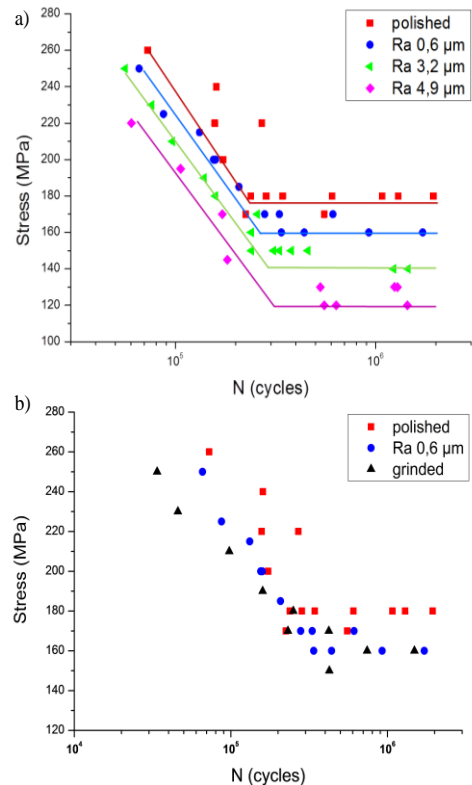 a)
280
260
240
220
200
180
160
140
120
100
Stress (MPa)
polished
Ra 0,6 µm
Ra 3,2 µm
Ra 4,9 µm
10⁵
10⁶
N (cycles)
b)
280
260
240
220
200
180
160
140
120
Stress (MPa)
polished
Ra 0,6 µm
grinded
10⁴
10⁵
10⁶
N (cycles)